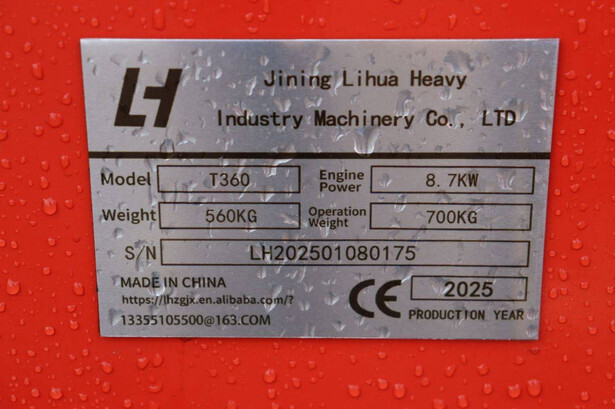 LH
Jining Lihua Heavy
Industry Machinery Co., LTD
Model T360 Engine Power 8.7KW
Weight 560KG Operation Weight 700KG
S/N LH202501080175
MADE IN CHINA
https://lhzgjx.en.alibaba.com/?
13355105500@163.COM
CE 2025
PRODUCTION YEAR